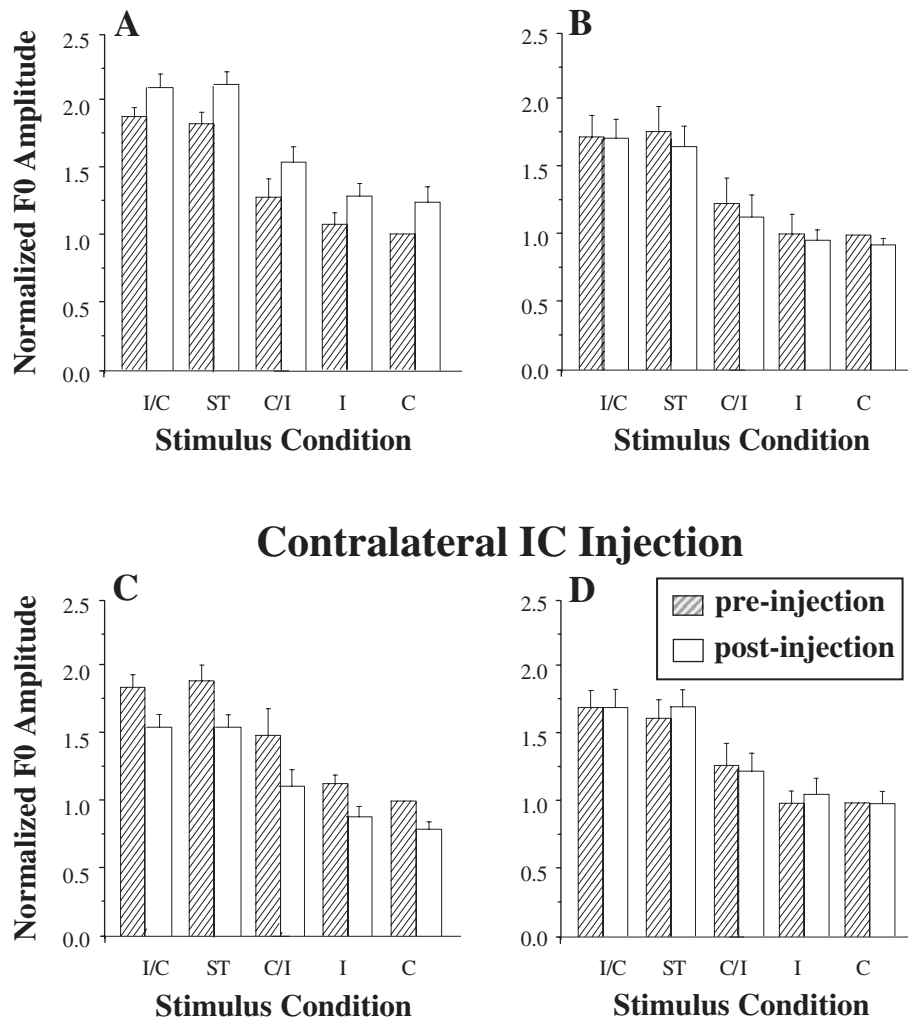 A
B
2.5
2.0
1.5
1.0
0.5
0.0
Normalized F0 Amplitude
I/C ST C/I I C
Stimulus Condition
2.5
2.0
1.5
1.0
0.5
0.0
I/C ST C/I I C
Stimulus Condition
Contralateral IC Injection
C
D
pre-injection
post-injection
2.5
2.0
1.5
1.0
0.5
0.0
Normalized F0 Amplitude
I/C ST C/I I C
Stimulus Condition
2.5
2.0
1.5
1.0
0.5
0.0
I/C ST C/I I C
Stimulus Condition